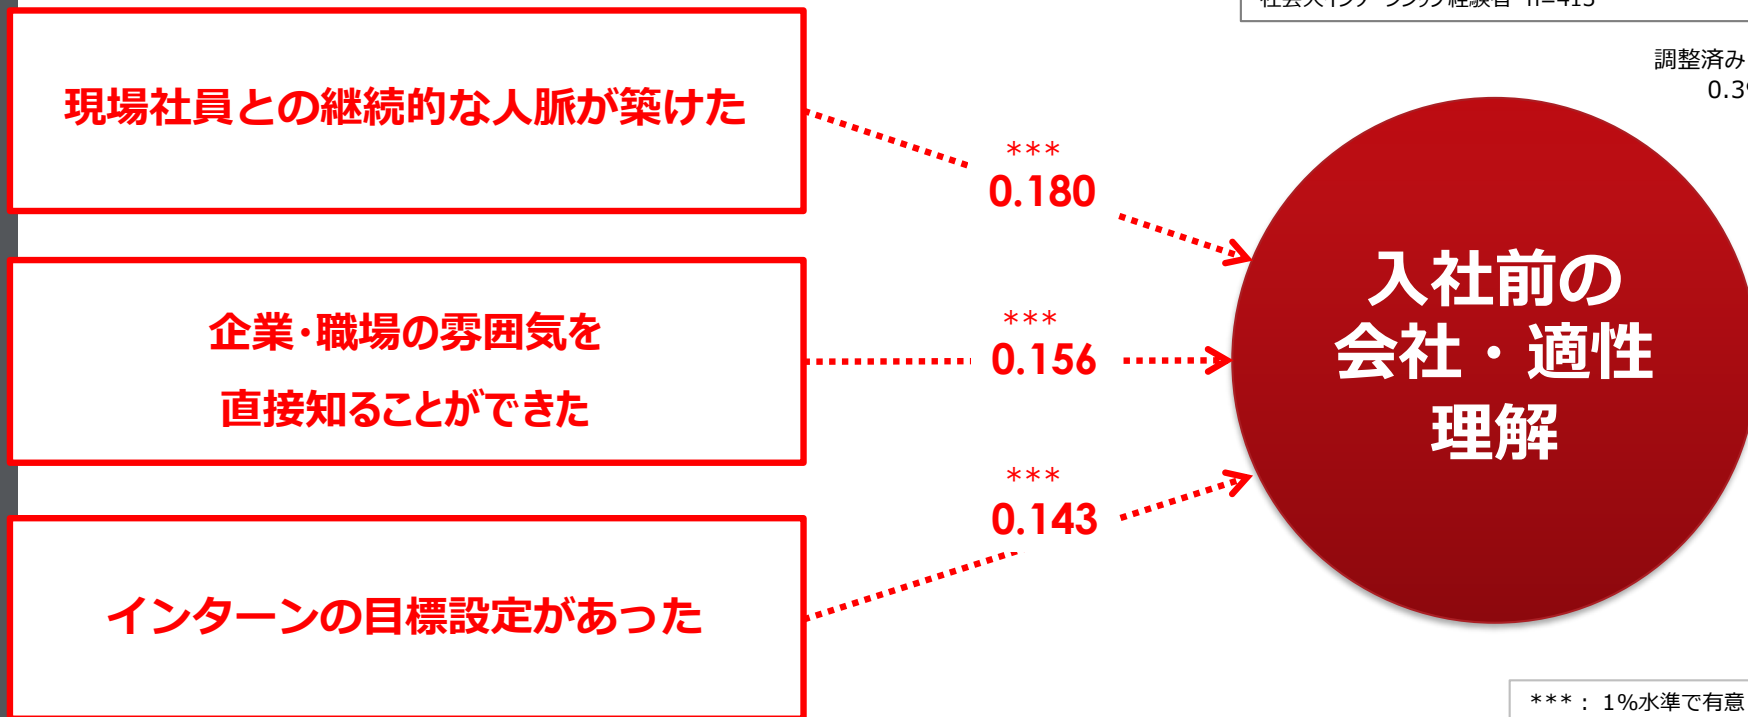 現場社員との継続的な人脈が築けた
企業・職場の雰囲気を
直接知ることができた
インターンの目標設定があった
***
0.180
***
0.156
***
0.143
調整済み
入社前の
会社・適性
理解
***：1%水準で有意